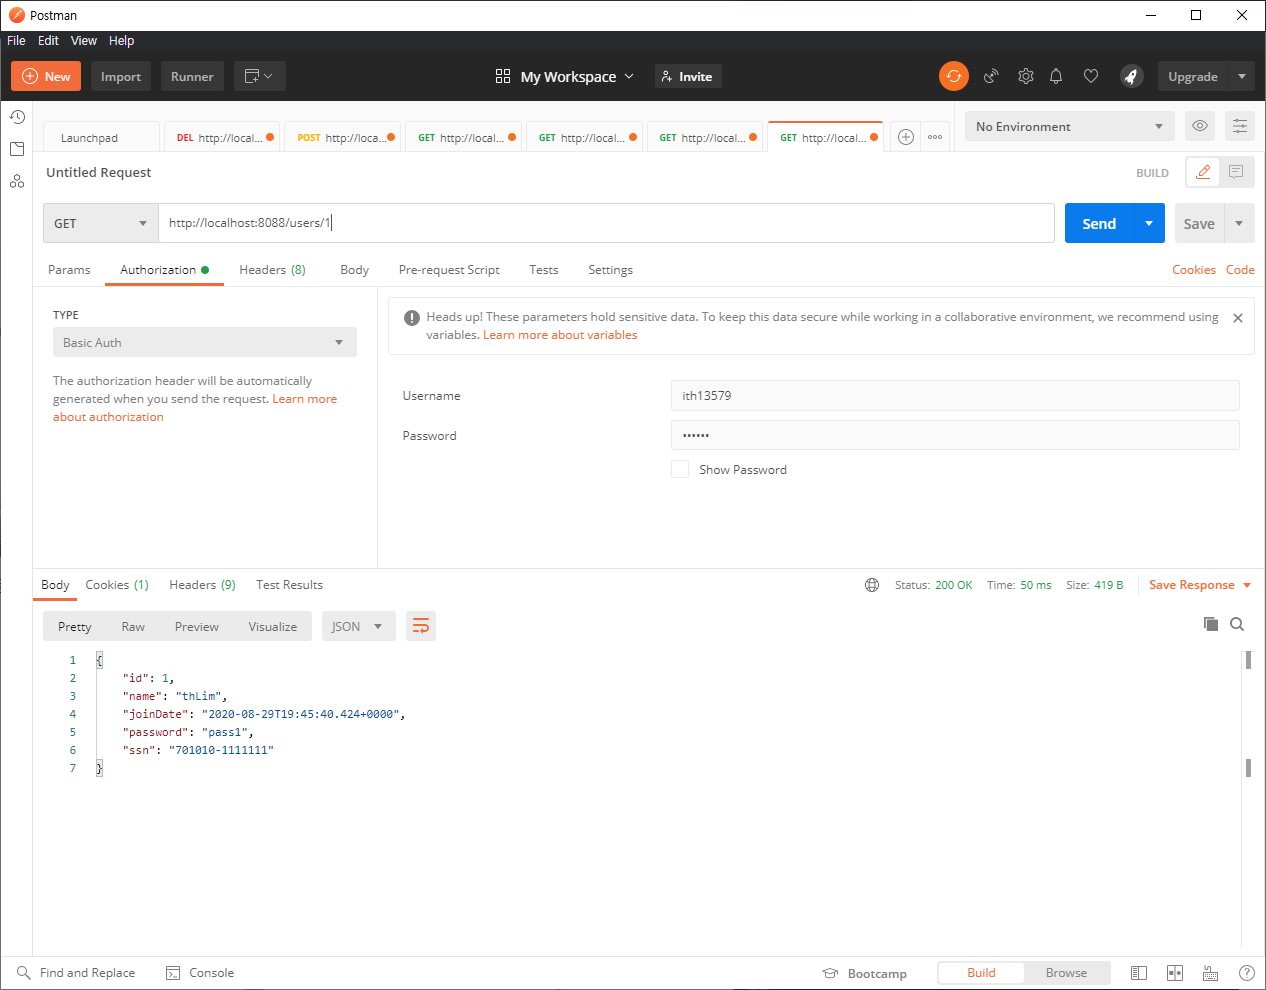 Postman
File Edit View Help
New Import Runner My Workspace Invite Upgrade
Launchpad DEL http://local... POST http://loca... GET http://local... GET http://local... GET http://local... GET http://local... No Environment
Untitled Request BUILD
GET http://localhost:8088/users/1 Send Save
Params Authorization Headers (8) Body Pre-request Script Tests Settings Cookies Code
TYPE
Basic Auth
The authorization header will be automatically
generated when you send the request. Learn more
about authorization
Heads up! These parameters hold sensitive data. To keep this data secure while working in a collaborative environment, we recommend using
variables. Learn more about variables
Username ith13579
Password ••••••
Show Password
Body Cookies (1) Headers (9) Test Results Status: 200 OK Time: 50 ms Size: 419 B Save Response
Pretty Raw Preview Visualize JSON
1 {
2 "id": 1,
3 "name": "thLim",
4 "joinDate": "2020-08-29T19:45:40.424+0000",
5 "password": "pass1",
6 "ssn": "701010-1111111"
7 }
Find and Replace Console Bootcamp Build Browse